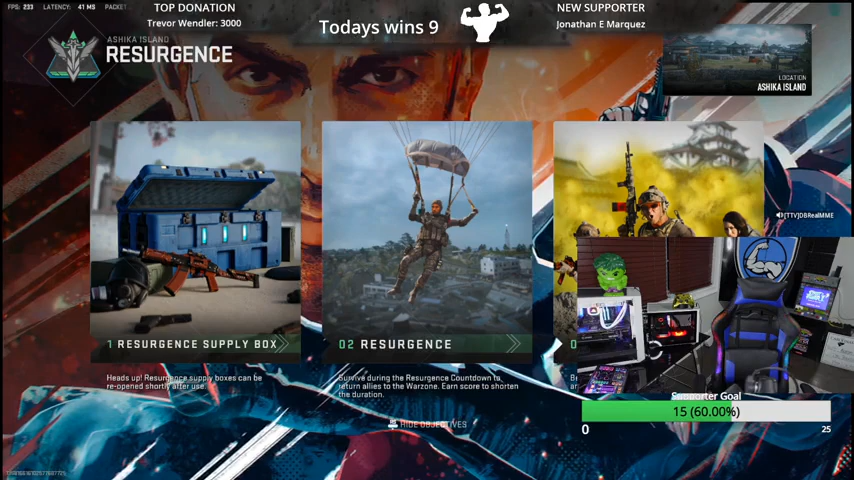 FPS: 233 LATENCY: 41 MS PACKET
TOP DONATION
Trevor Wendler: 3000
Todays wins 9
NEW SUPPORTER
Jonathan E Marquez
ASHIKA ISLAND
RESURGENCE
LOCATION
ASHIKA ISLAND
[TTV]DBRealMME
1 RESURGENCE SUPPLY BOX
02 RESURGENCE
0
Heads up! Resurgence supply boxes can be
re-opened shortly after use.
Survive during the Resurgence Countdown to
return allies to the Warzone. Earn score to shorten
the duration.
HIDE OBJECTIVES
Supporter Goal
15 (60.00%)
0
25